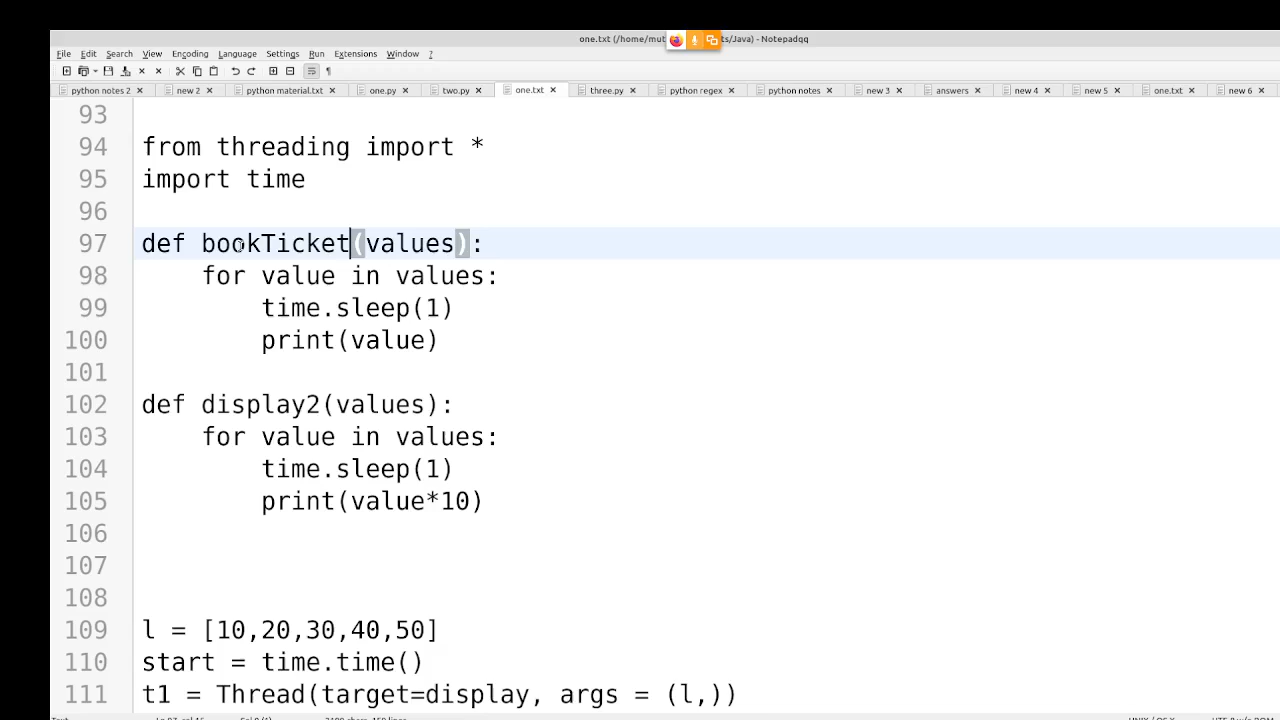 one.txt (/home/mut ts/Java) - Notepadqq
File Edit Search View Encoding Language Settings Run Extensions Window ?
python notes 2 new 2 python material.txt one.py two.py one.txt three.py python regex python notes new 3 answers new 4 new 5 one.txt new 6
93
94 from threading import *
95 import time
96
97 def bookTicket(values):
98 for value in values:
99 time.sleep(1)
100 print(value)
101
102 def display2(values):
103 for value in values:
104 time.sleep(1)
105 print(value*10)
106
107
108
109 l = [10,20,30,40,50]
110 start = time.time()
111 t1 = Thread(target=display, args = (l,))